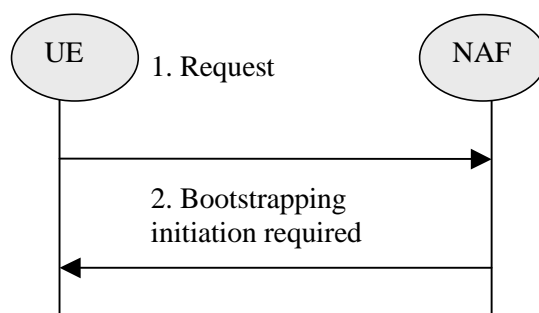 UE
NAF
1. Request
2. Bootstrapping
initiation required